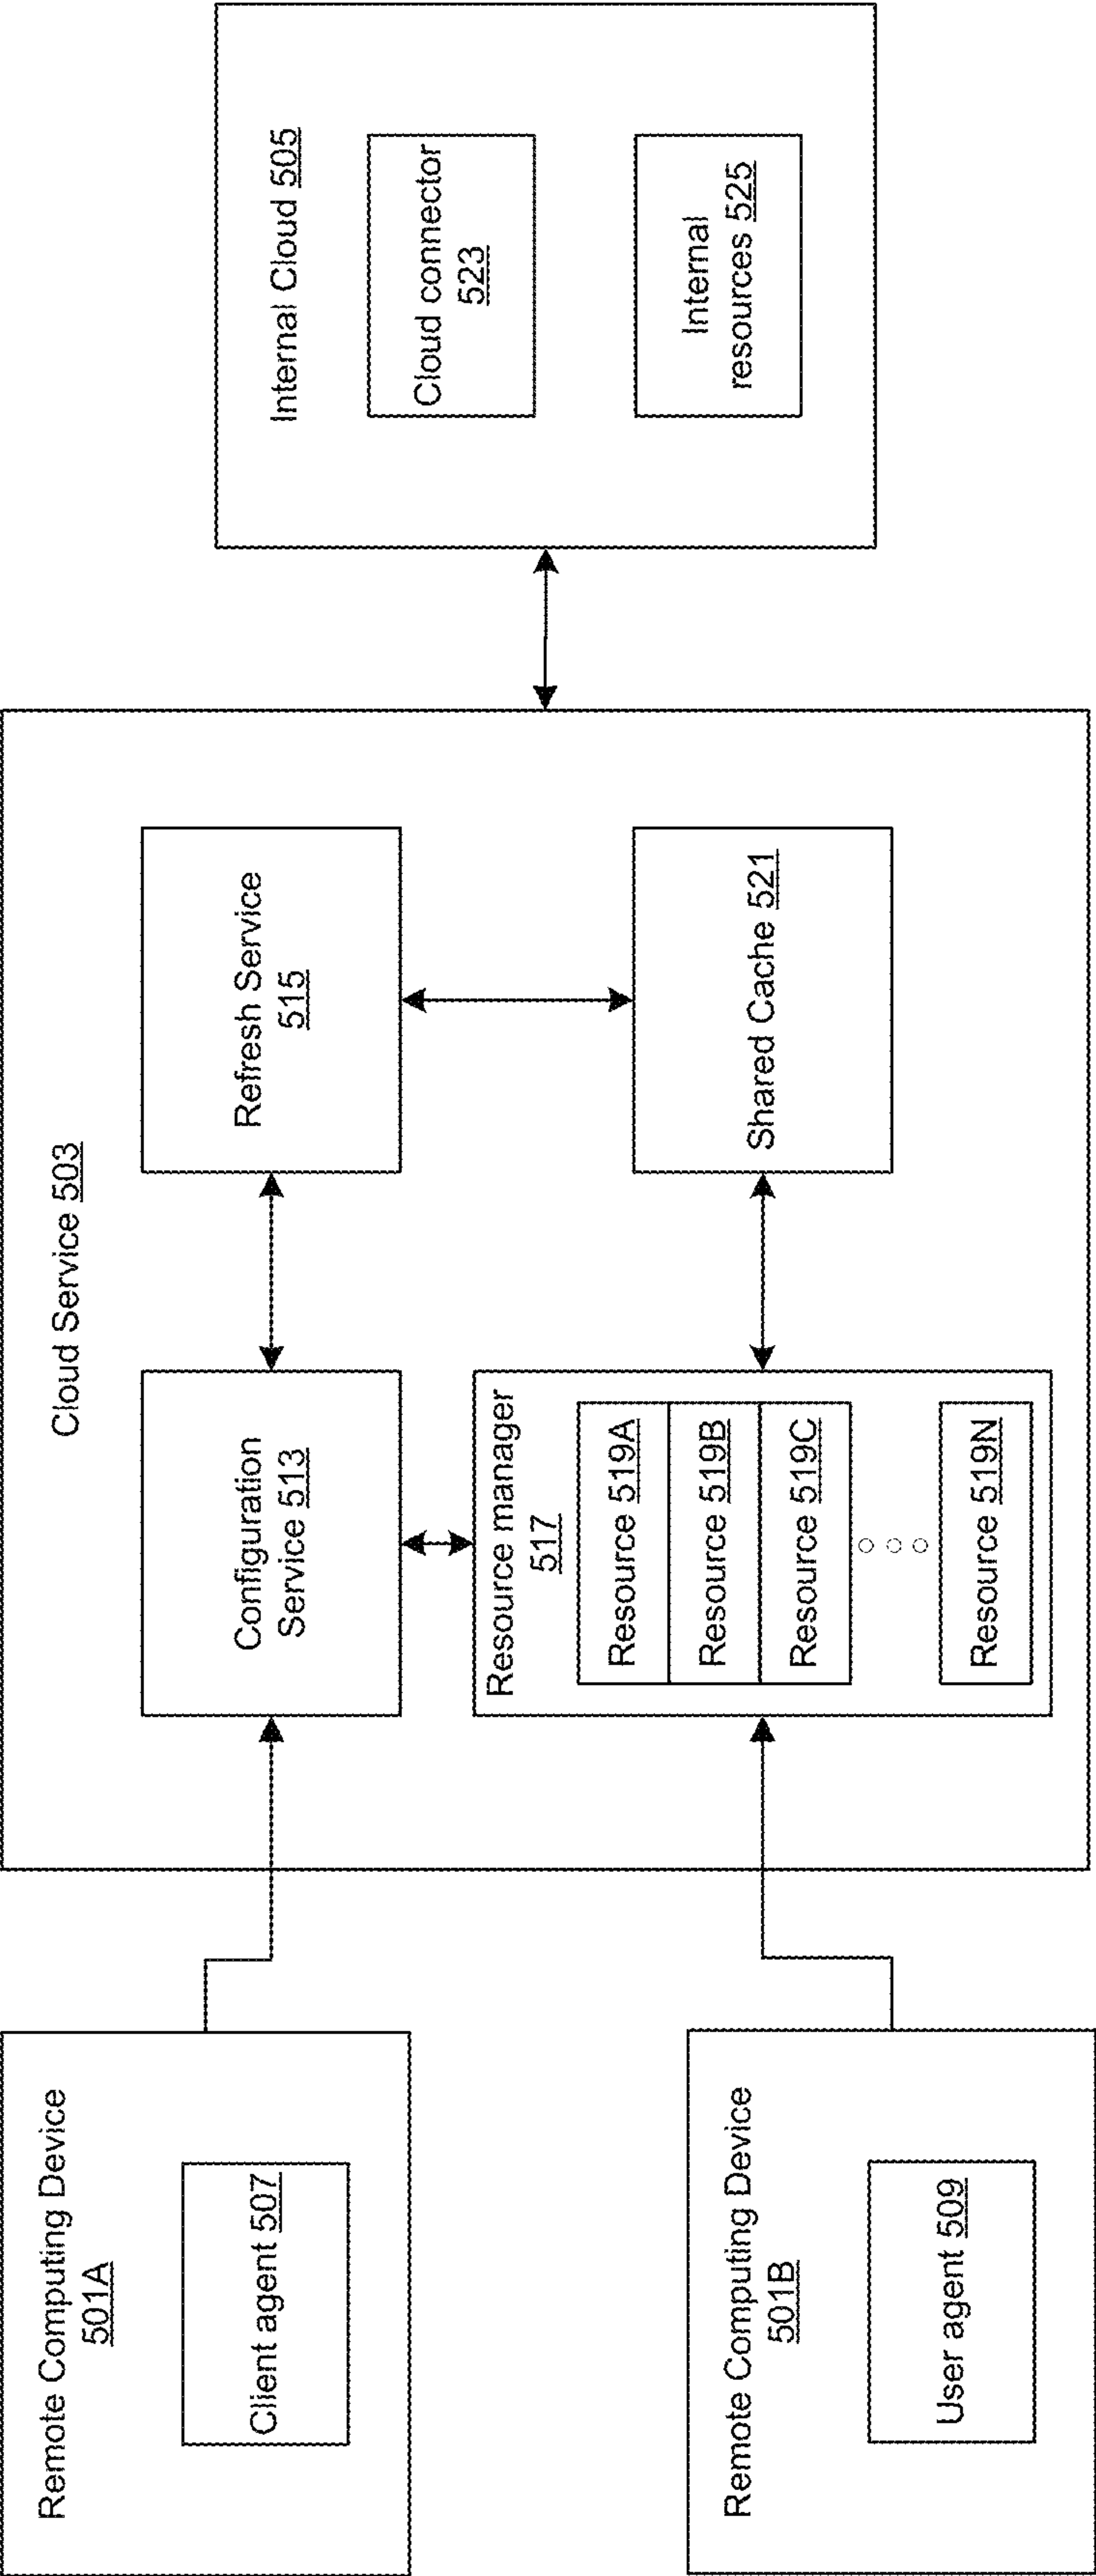 Remote Computing Device
501A
Client agent 507
Remote Computing Device
501B
User agent 509
Cloud Service 503
Configuration
Service 513
Refresh Service
515
Resource manager
517
Resource 519A
Resource 519B
Resource 519C
Resource 519N
Shared Cache 521
Internal Cloud 505
Cloud connector
523
Internal
resources 525